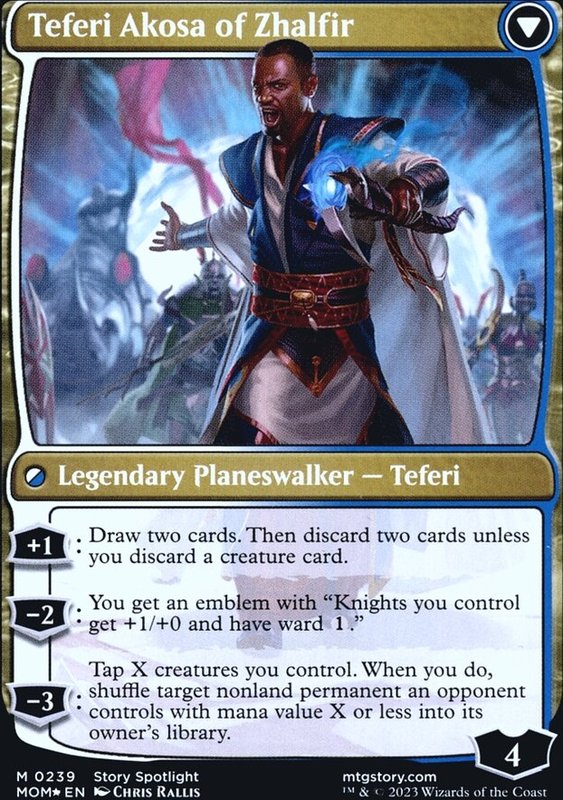 Teferi Akosa of Zhalfir
Legendary Planeswalker — Teferi
+1 : Draw two cards. Then discard two cards unless
you discard a creature card.
−2 : You get an emblem with “Knights you control
get +1/+0 and have ward 1.”
Tap X creatures you control. When you do,
−3 : shuffle target nonland permanent an opponent
controls with mana value X or less into its
owner’s library.
4
M 0239 Story Spotlight mtgstory.com
MOM★EN Chris Rallis ™ & © 2023 Wizards of the Coast